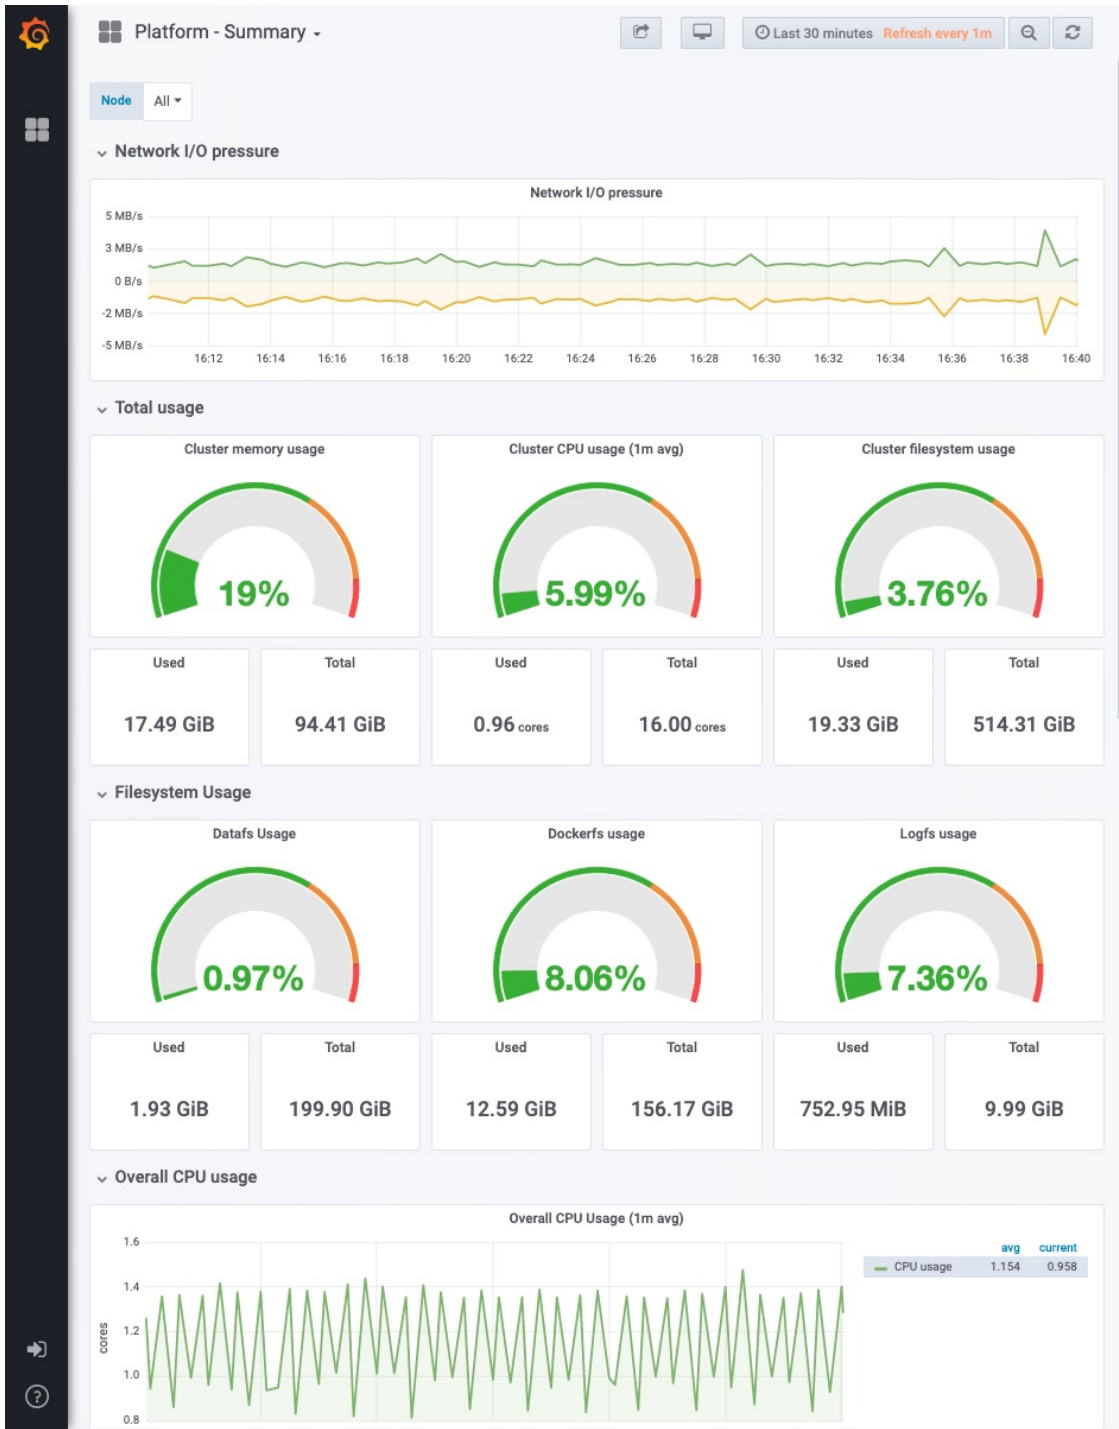 Platform - Summary
Last 30 minutes Refresh every 1m
Node All
Network I/O pressure
Network I/O pressure
5 MB/s
3 MB/s
0 B/s
-2 MB/s
-5 MB/s
16:12 16:14 16:16 16:18 16:20 16:22 16:24 16:26 16:28 16:30 16:32 16:34 16:36 16:38 16:40
Total usage
Cluster memory usage Cluster CPU usage (1m avg) Cluster filesystem usage
19% 5.99% 3.76%
Used Total Used Total Used Total
17.49 GiB 94.41 GiB 0.96 cores 16.00 cores 19.33 GiB 514.31 GiB
Filesystem Usage
Datafs Usage Dockerfs usage Logfs usage
0.97% 8.06% 7.36%
Used Total Used Total Used Total
1.93 GiB 199.90 GiB 12.59 GiB 156.17 GiB 752.95 MiB 9.99 GiB
Overall CPU usage
Overall CPU Usage (1m avg)
1.6
avg current
CPU usage 1.154 0.958
1.4
1.2
cores
1.0
?
0.8